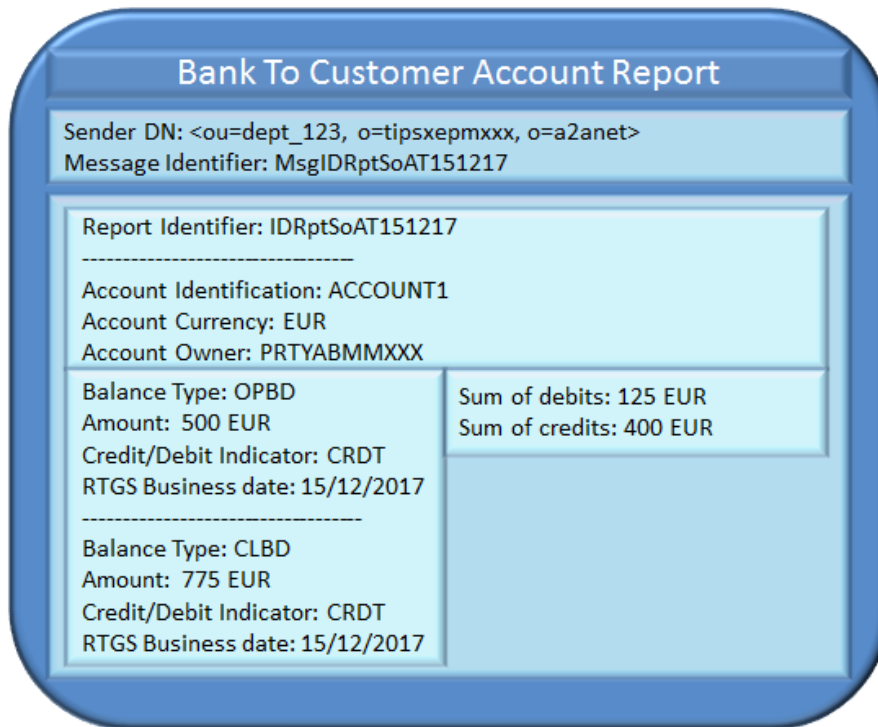 Bank To Customer Account Report
Sender DN: <ou=dept_123, o=tipsxepmxxx, o=a2anet>
Message Identifier: MsgIDRptSoAT151217
Report Identifier: IDRptSoAT151217
---------------------------------
Account Identification: ACCOUNT1
Account Currency: EUR
Account Owner: PRTYABMMXXX
Balance Type: OPBD
Amount: 500 EUR
Credit/Debit Indicator: CRDT
RTGS Business date: 15/12/2017
----------------------------------
Balance Type: CLBD
Amount: 775 EUR
Credit/Debit Indicator: CRDT
RTGS Business date: 15/12/2017
Sum of debits: 125 EUR
Sum of credits: 400 EUR